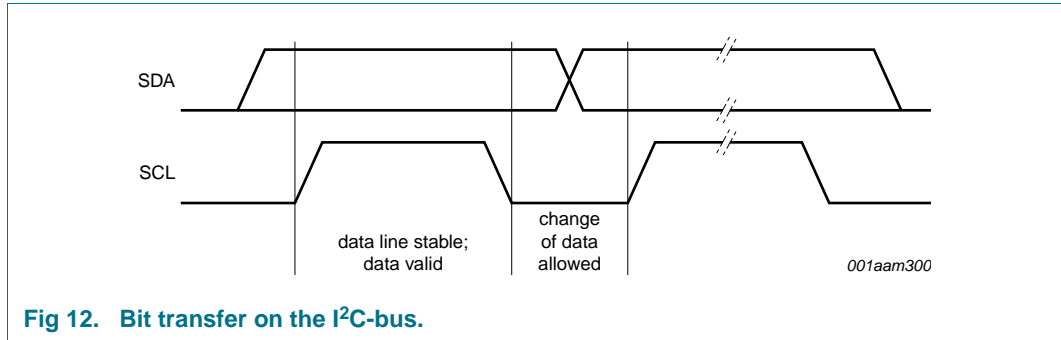 SDA
SCL
data line stable;
data valid
change
of data
allowed
001aam300
Fig 12. Bit transfer on the I²C-bus.